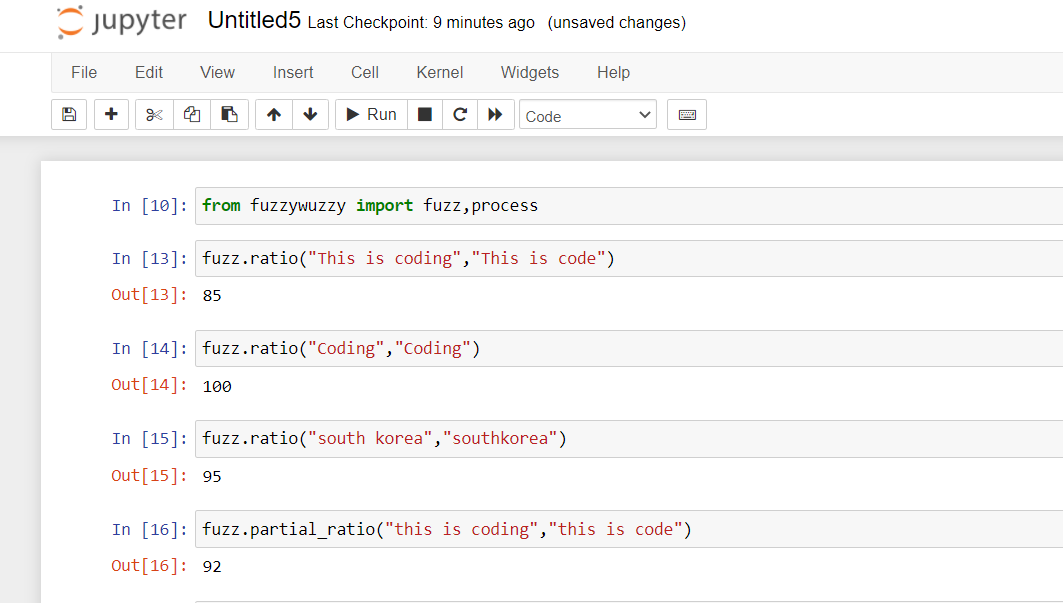 jupyter Untitled5 Last Checkpoint: 9 minutes ago (unsaved changes)
File Edit View Insert Cell Kernel Widgets Help
Run Code
In [10]: from fuzzywuzzy import fuzz,process
In [13]: fuzz.ratio("This is coding","This is code")
Out[13]: 85
In [14]: fuzz.ratio("Coding","Coding")
Out[14]: 100
In [15]: fuzz.ratio("south korea","southkorea")
Out[15]: 95
In [16]: fuzz.partial_ratio("this is coding","this is code")
Out[16]: 92